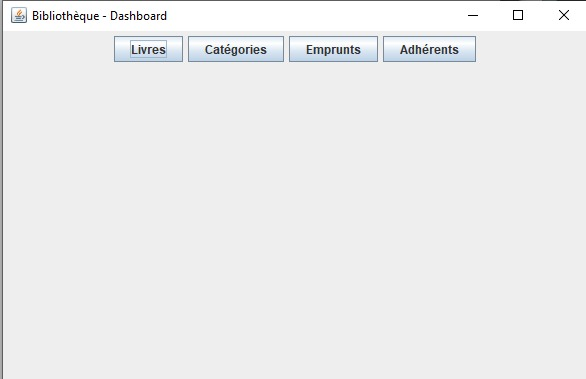 Bibliothèque - Dashboard
Livres Catégories Emprunts Adhérents